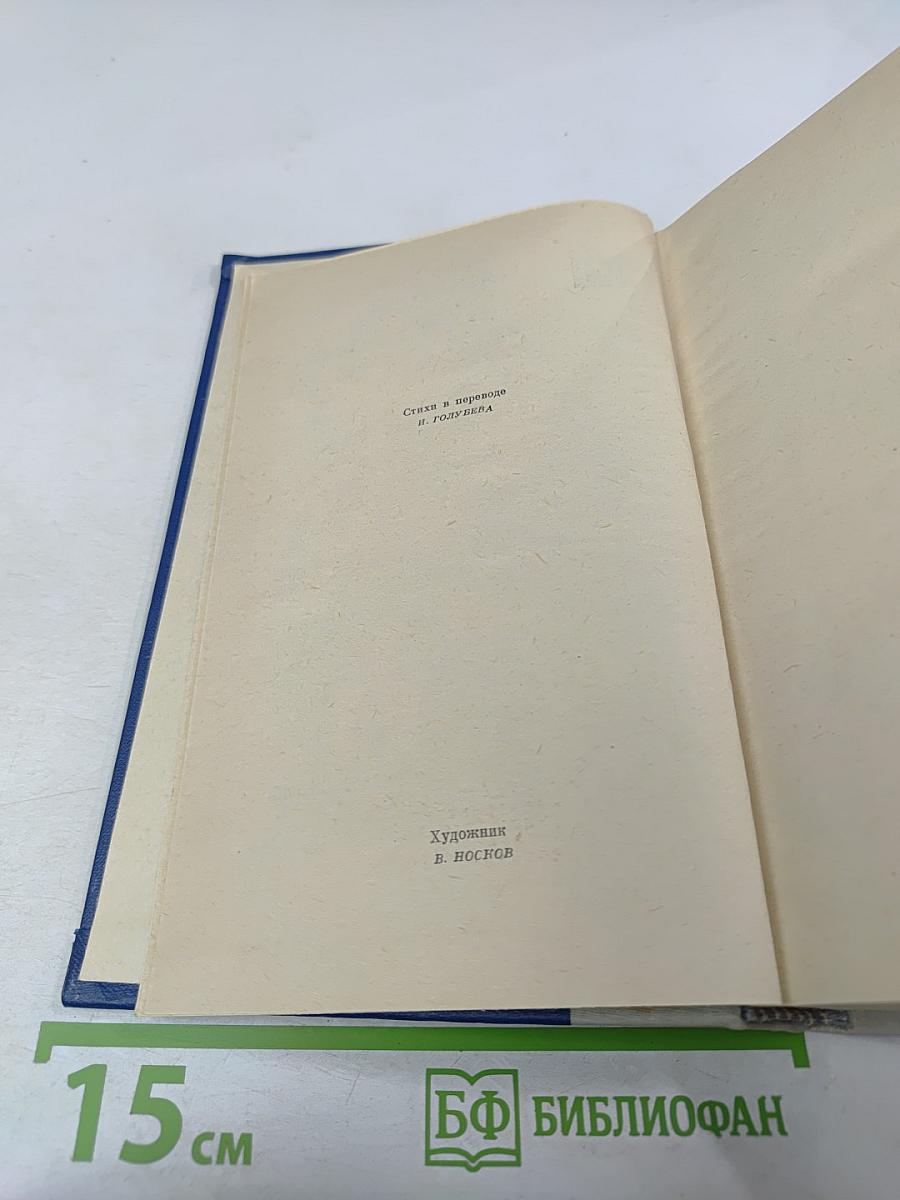 Стихи в переводе
И. ГОЛУБЕВА
Художник
В. НОСКОВ
15 см
БФ БИБЛИОФАН